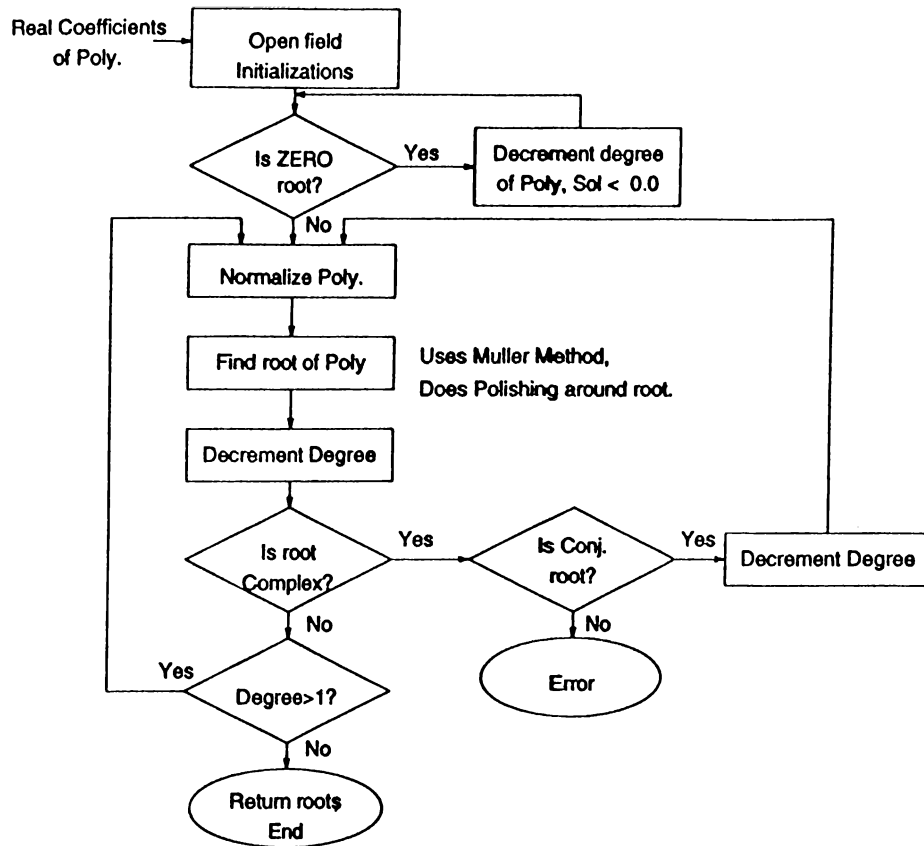 Real Coefficients
of Poly.
Open field
Initializations
Is ZERO
root?
Yes
Decrement degree
of Poly, Sol < 0.0
No
Normalize Poly.
Find root of Poly
Uses Muller Method,
Does Polishing around root.
Decrement Degree
Is root
Complex?
Yes
Is Conj.
root?
Yes
Decrement Degree
No
No
Error
Yes
Degree>1?
No
Return roots
End